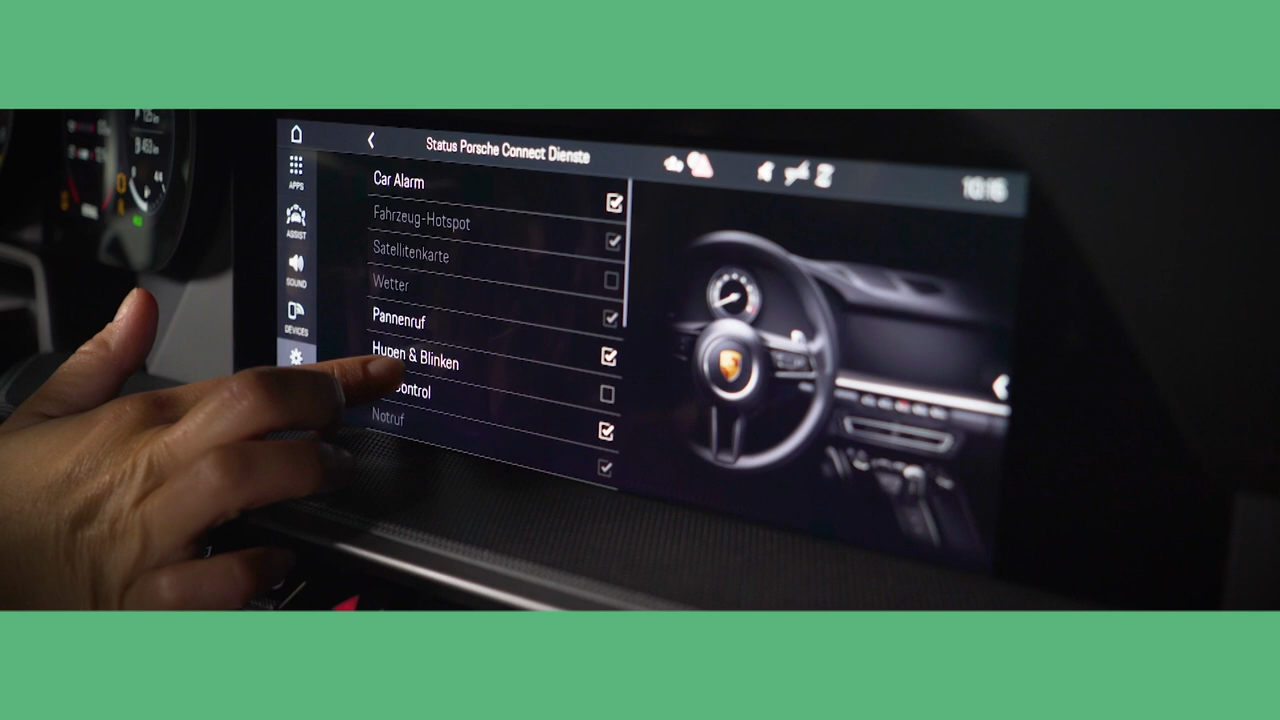 Status Porsche Connect Dienste
10:16
APPS
ASSIST
SOUND
DEVICES
Car Alarm
Fahrzeug-Hotspot
Satellitenkarte
Wetter
Pannenruf
Hupen & Blinken
ontrol
Notruf